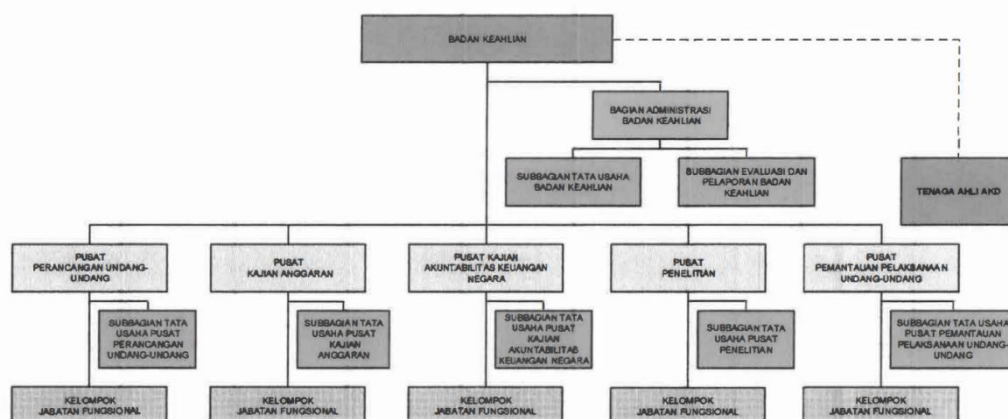 BADAN KEAHLIAN
BAGIAN ADMINISTRASI
BADAN KEAHLIAN
SUBBAGIAN TATA USAHA
BADAN KEAHLIAN
SUBBAGIAN EVALUASI DAN
PELAPORAN BADAN
KEAHLIAN
TENAGA AHLI AKD
PUSAT
PERANCANGAN UNDANG-
UNDANG
PUSAT
KAJIAN ANGGARAN
PUSAT KAJIAN
AKUNTABILITAS KEUANGAN
NEGARA
PUSAT
PENELITIAN
PUSAT
PEMANTAUAN PELAKSANAAN
UNDANG-UNDANG
SUBBAGIAN TATA
USAHA PUSAT
PERANCANGAN
UNDANG-UNDANG
SUBBAGIAN TATA
USAHA PUSAT
KAJIAN
ANGGARAN
SUBBAGIAN TATA
USAHA PUSAT
KAJIAN
AKUNTABILITAS
KEUANGAN NEGARA
SUBBAGIAN TATA
USAHA PUSAT
PENELITIAN
SUBBAGIAN TATA USAHA
PUSAT PEMANTAUAN
PELAKSANAAN UNDANG-
UNDANG
KELOMPOK
JABATAN FUNGSIONAL
KELOMPOK
JABATAN FUNGSIONAL
KELOMPOK
JABATAN FUNGSIONAL
KELOMPOK
JABATAN FUNGSIONAL
KELOMPOK
JABATAN FUNGSIONAL